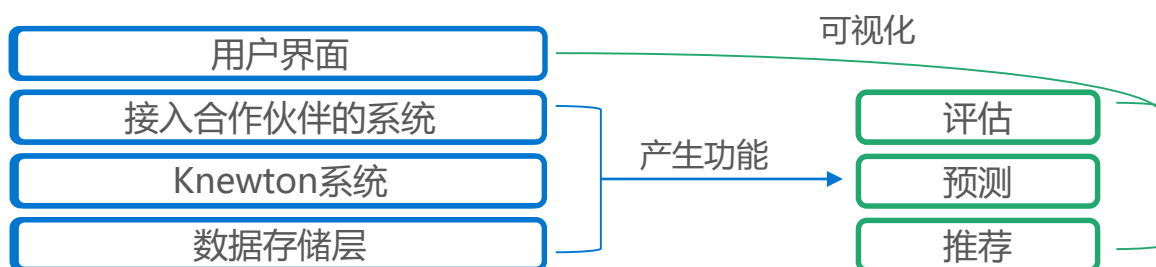 可视化
用户界面
接入合作伙伴的系统
Knewton系统
数据存储层
产生功能
评估
预测
推荐